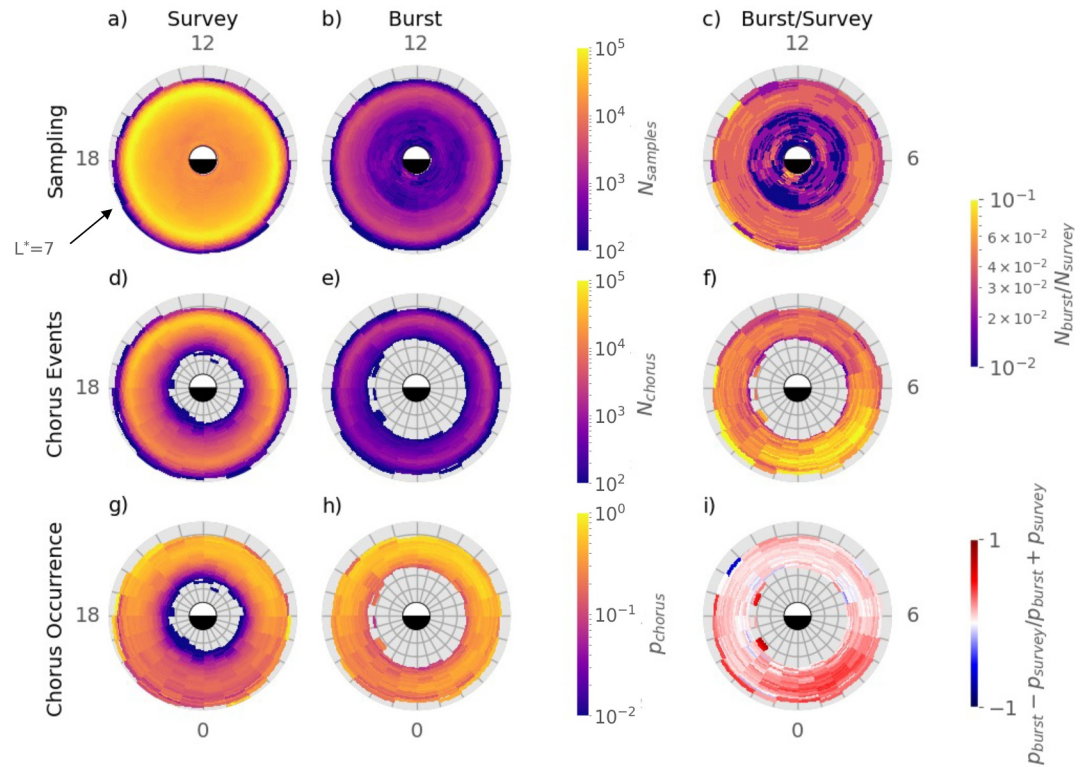 a) Survey b) Burst c) Burst/Survey
12 12 12
Sampling
18
6
L*=7
10^5
10^4
10^3
10^2
N_samples
d) e) f)
Chorus Events
18
6
10^5
10^4
10^3
10^2
N_chorus
10^-1
6 × 10^-2
4 × 10^-2
3 × 10^-2
2 × 10^-2
10^-2
N_burst/N_survey
g) h) i)
Chorus Occurrence
18
6
0 0 0
10^0
10^-1
10^-2
p_chorus
1
−1
p_burst − p_survey/p_burst + p_survey